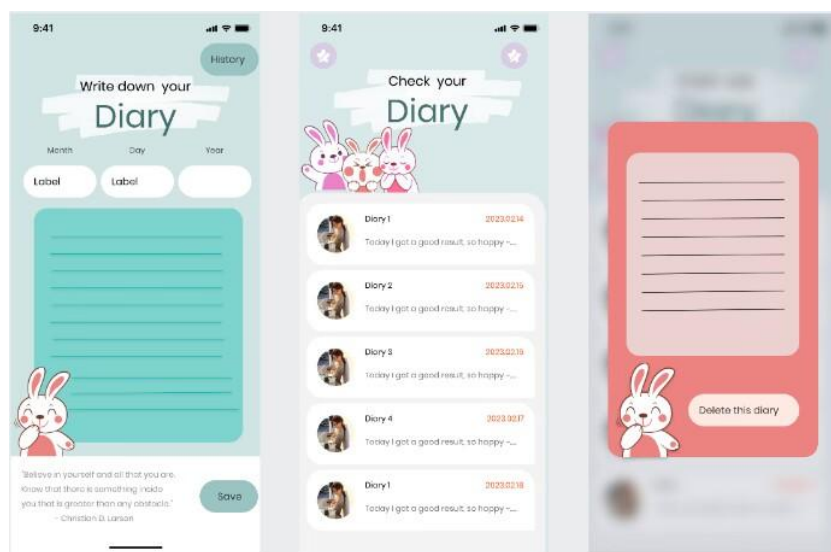 9:41
History
Write down your
Diary
Month Day Year
Label Label
"Believe in yourself and all that you are.
Know that there is something inside
you that is greater than any obstacle."
- Christian D. Larson
Save
9:41
Check your
Diary
Diary 1 2023.02.14
Today I got a good result, so happy ~...
Diary 2 2023.02.15
Today I got a good result, so happy ~...
Diary 3 2023.02.16
Today I got a good result, so happy ~...
Diary 4 2023.02.17
Today I got a good result, so happy ~...
Diary 1 2023.02.18
Today I got a good result, so happy ~...
Delete this diary